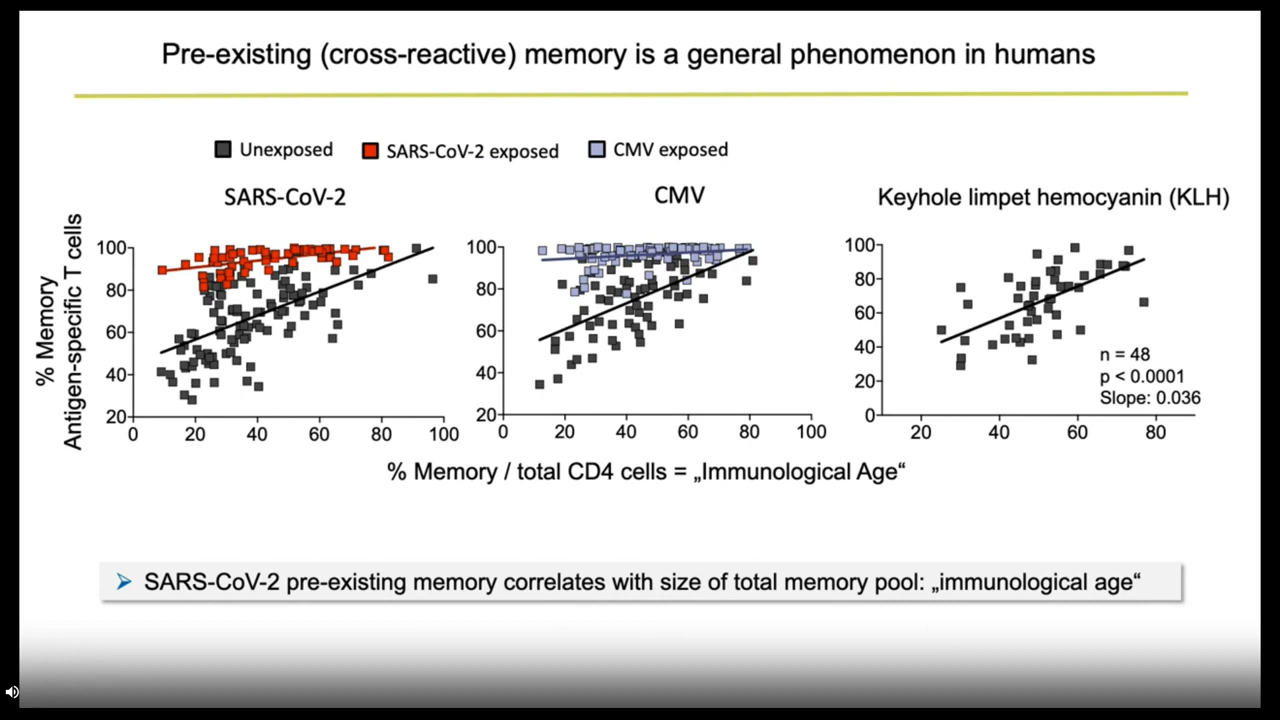 Pre-existing (cross-reactive) memory is a general phenomenon in humans
Unexposed
SARS-CoV-2 exposed
CMV exposed
SARS-CoV-2
CMV
Keyhole limpet hemocyanin (KLH)
% Memory
Antigen-specific T cells
100
80
60
40
20
0
20
40
60
80
100
100
80
60
40
20
0
20
40
60
80
100
100
80
60
40
20
0
20
40
60
80
n = 48
p < 0.0001
Slope: 0.036
% Memory / total CD4 cells = „Immunological Age“
SARS-CoV-2 pre-existing memory correlates with size of total memory pool: „immunological age“